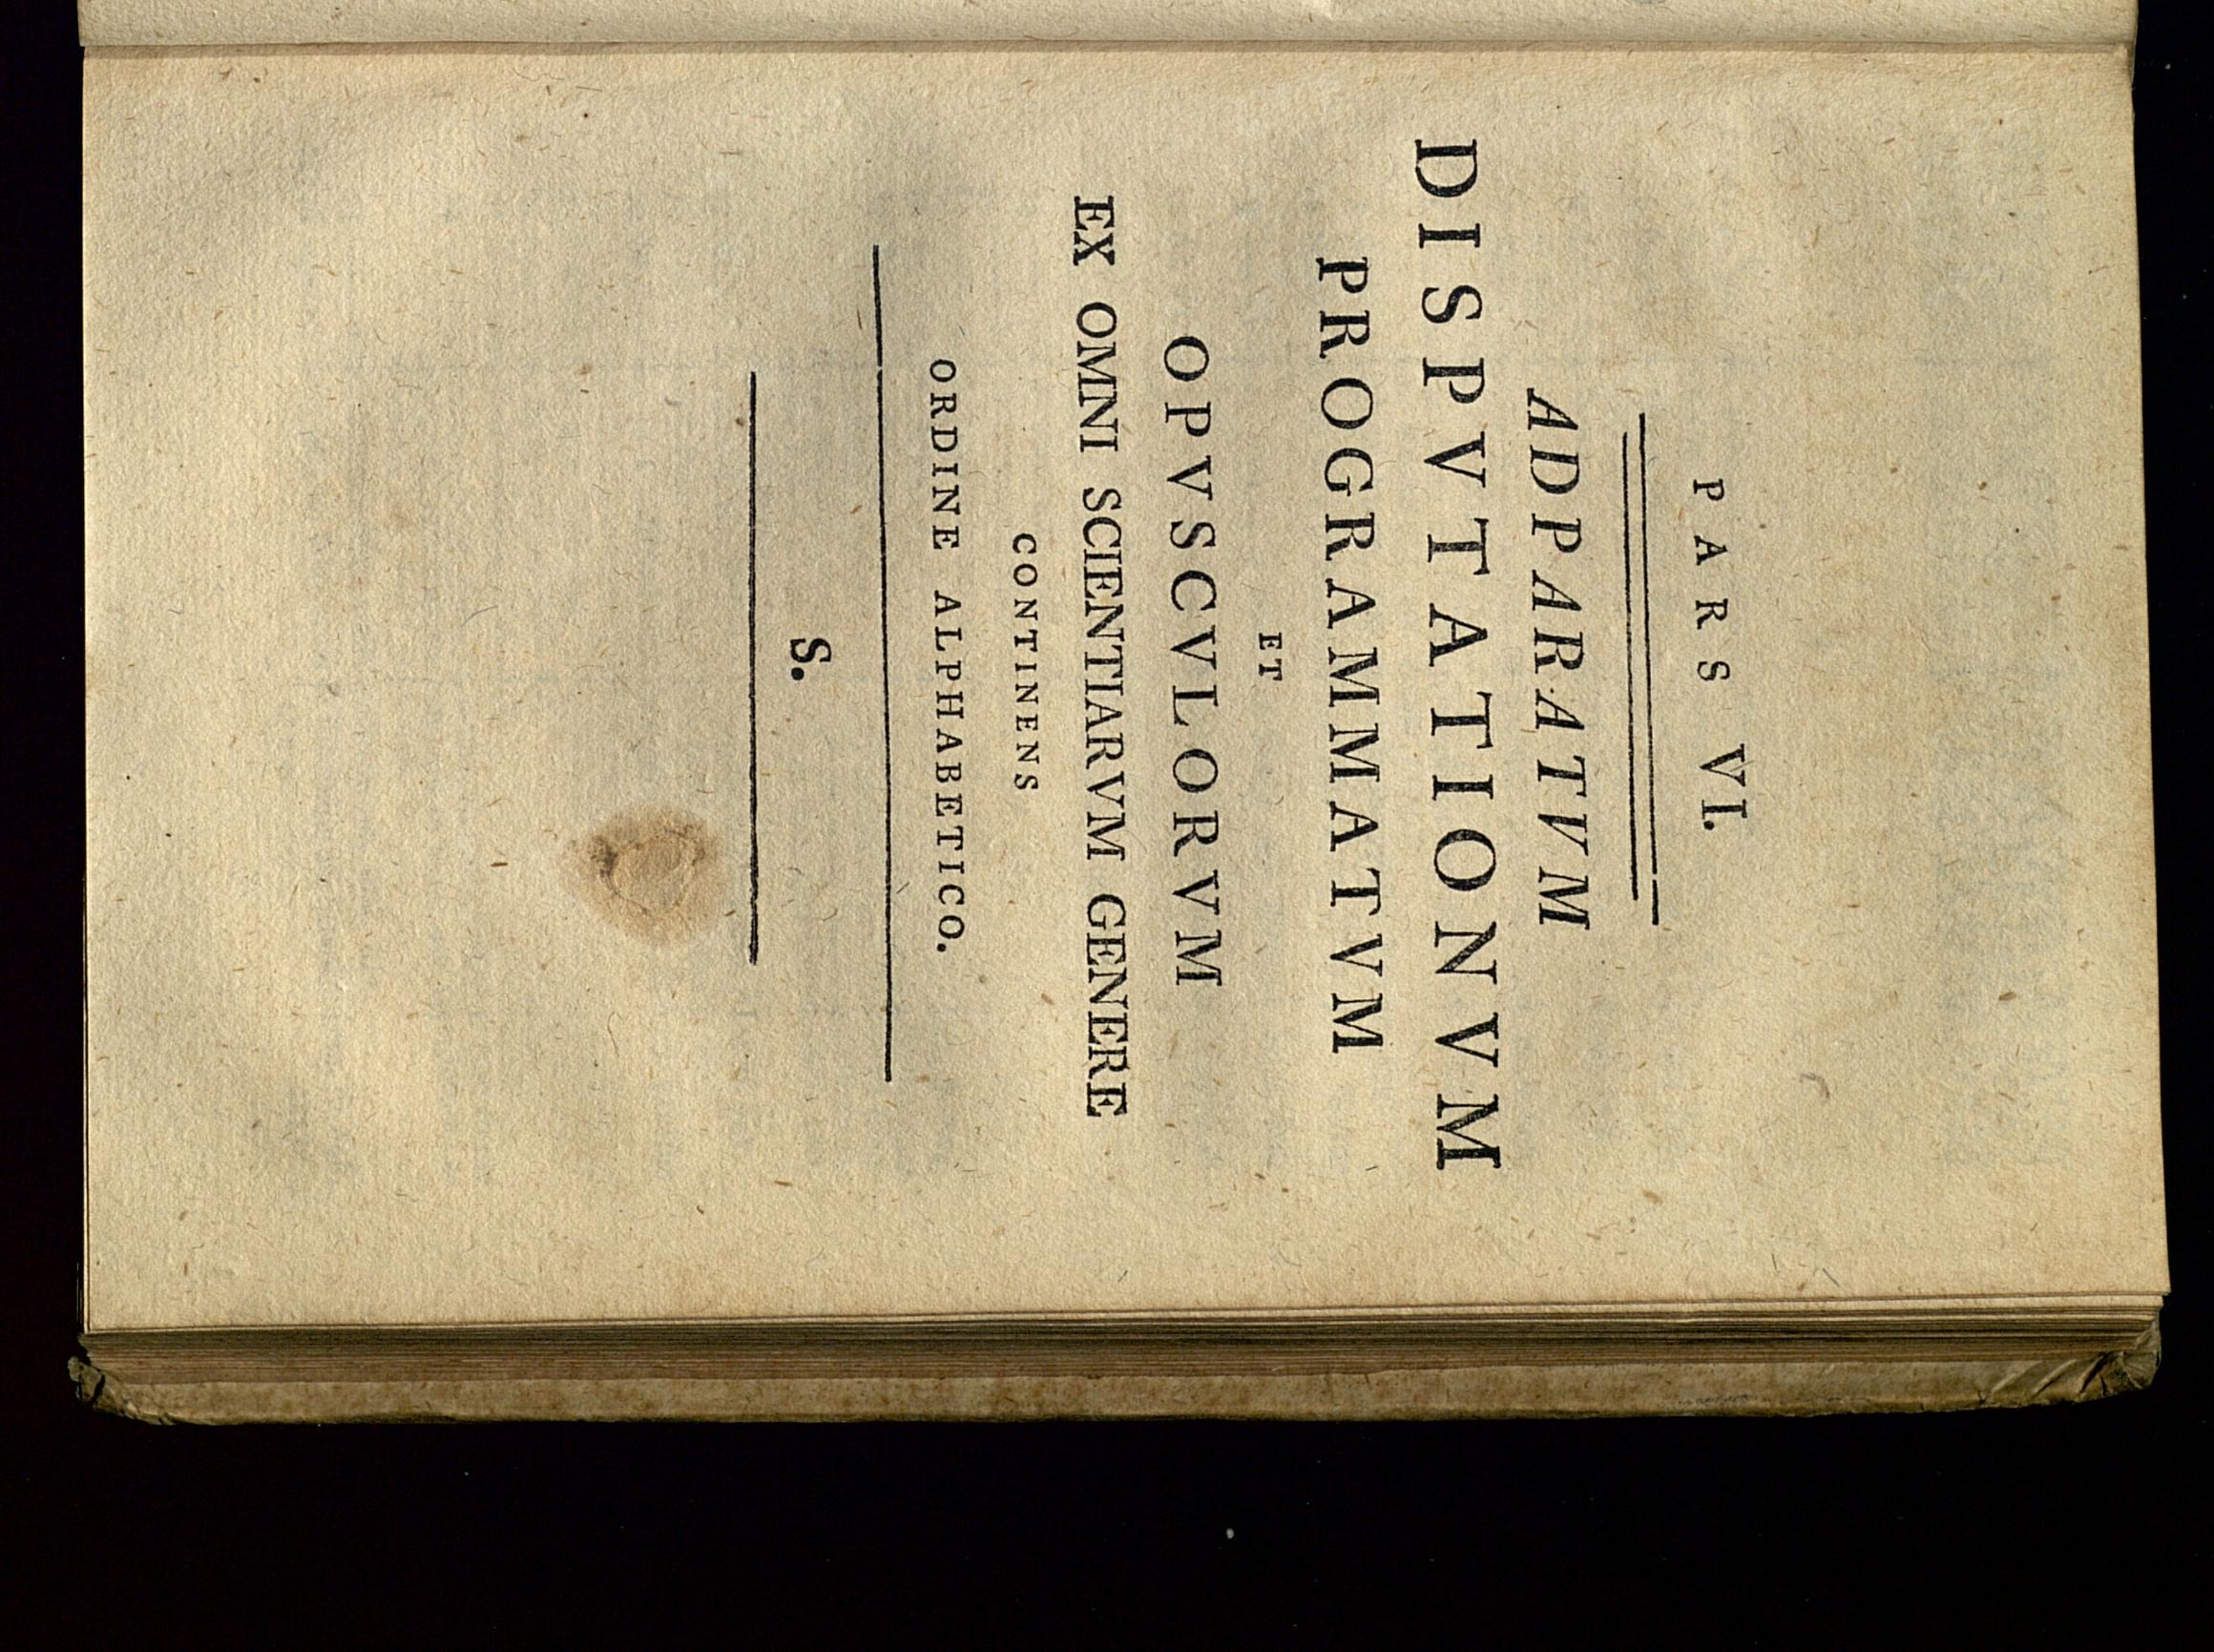 PARS VI.
ADPARATVM
DISPVTATIONVM
PROGRAMMATVM
ET
OPVSCVLORVM
EX OMNI SCIENTIARVM GENERE
CONTINENS
ORDINE ALPHABETICO.
S.